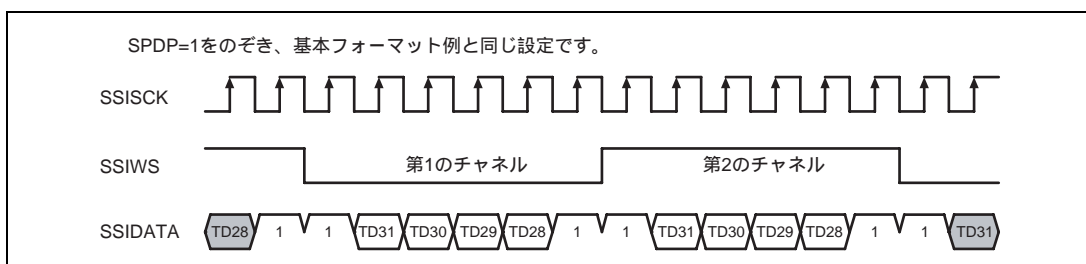 SPDP=1をのぞき、基本フォーマット例と同じ設定です。
SSISCK
SSIWS 第1のチャネル 第2のチャネル
SSIDATA TD28 1 1 TD31 TD30 TD29 TD28 1 1 TD31 TD30 TD29 TD28 1 1 TD31